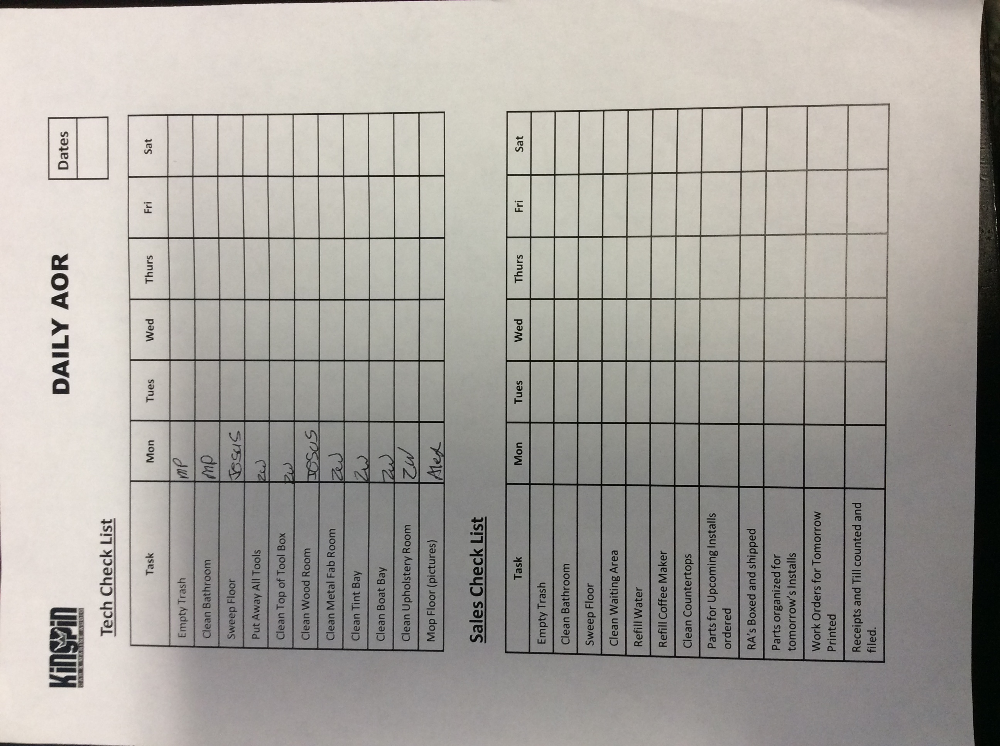 Kingpin
CAR & MARINE AUDIO
DAILY AOR
Dates
Tech Check List
Task Mon Tues Wed Thurs Fri Sat
Empty Trash MP
Clean Bathroom MP
Sweep Floor Jesus
Put Away All Tools ZW
Clean Top of Tool Box ZW
Clean Wood Room Jesus
Clean Metal Fab Room ZW
Clean Tint Bay ZW
Clean Boat Bay ZW
Clean Upholstery Room ZW
Mop Floor (pictures) Alex
Sales Check List
Task Mon Tues Wed Thurs Fri Sat
Empty Trash
Clean Bathroom
Sweep Floor
Clean Waiting Area
Refill Water
Refill Coffee Maker
Clean Countertops
Parts for Upcoming Installs
ordered
RA's Boxed and shipped
Parts organized for
tomorrow's Installs
Work Orders for Tomorrow
Printed
Receipts and Till counted and
filed.